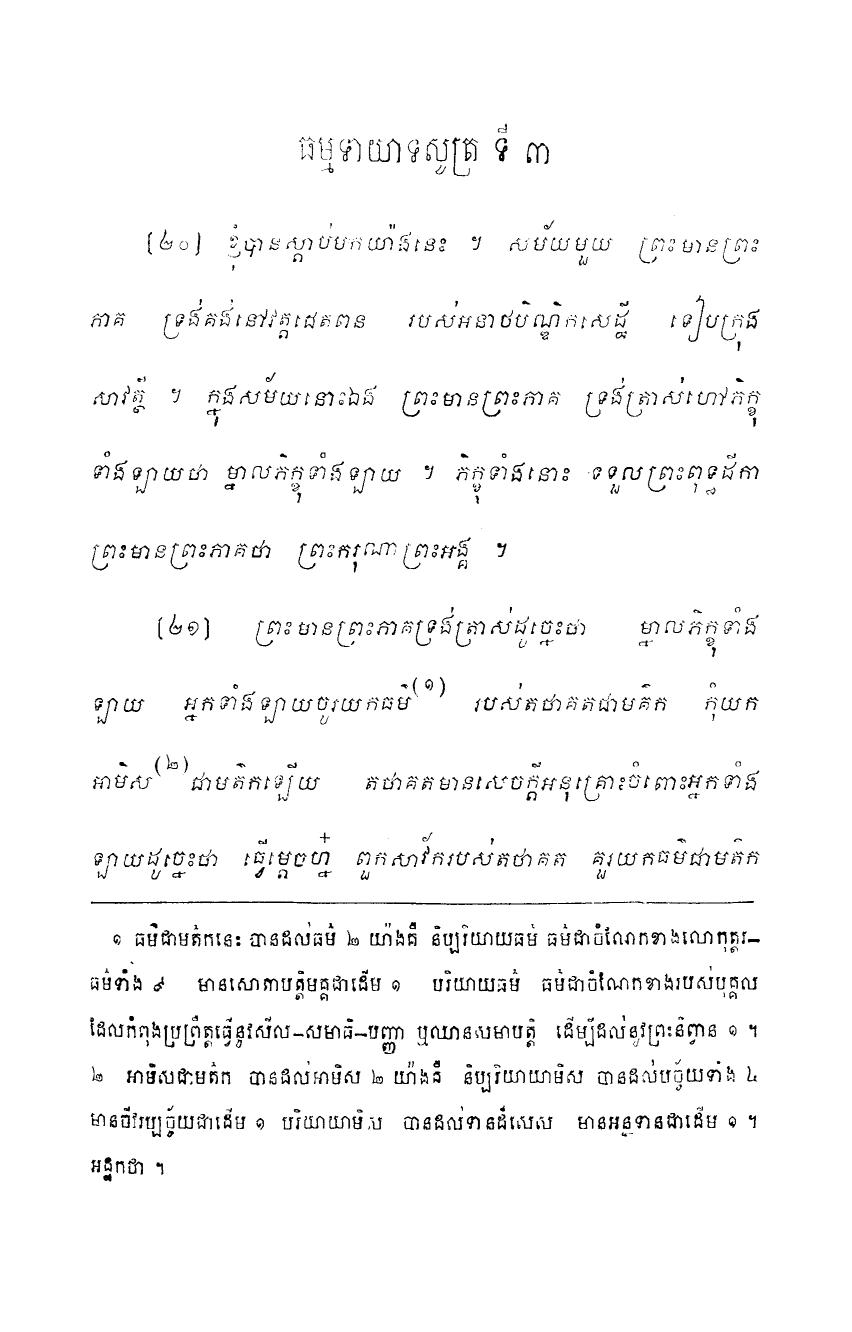 ធម្មទាយាទសូត្រ ទី ៣
(២០) ខ្ញុំបានស្តាប់មកយ៉ាងនេះ ។ សម័យមួយ ព្រះមានព្រះ
ភាគ ទ្រង់គង់នៅវត្តជេតពន របស់អនាថបិណ្ឌិកសេដ្ឋី ទៀបក្រុង
សាវត្ថី ។ ក្នុងសម័យនោះឯង ព្រះមានព្រះភាគ ទ្រង់ត្រាស់ហៅភិក្ខុ
ទាំងឡាយថា ម្នាលភិក្ខុទាំងឡាយ ។ ភិក្ខុទាំងនោះ ទទួលព្រះពុទ្ធដីកា
ព្រះមានព្រះភាគថា ព្រះករុណាព្រះអង្គ ។
(២១) ព្រះមានព្រះភាគទ្រង់ត្រាស់ដូច្នេះថា ម្នាលភិក្ខុទាំង
ឡាយ អ្នកទាំងឡាយចូរយកធម៌(១) របស់តថាគតជាមតិក កុំយក
អាមិស(២)ជាមតិកឡើយ តថាគតមានសេចក្តីអនុគ្រោះចំពោះអ្នកទាំង
ឡាយដូច្នេះថា ធ្វើម្តេចហ្ន៎ ពួកសាវ័ករបស់តថាគត គួរយកធម៌ជាមតិក
១ ធម៌ជាមត៌កនេះ បានដល់ធម៌ ២ យ៉ាងគឺ និប្បរិយាយធម៌ ធម៌ជាចំណែកខាងលោកុត្តរ–
ធម៌ទាំង ៩ មានសោតាបត្តិមគ្គជាដើម ១ បរិយាយធម៌ ធម៌ជាចំណែកខាងរបស់បុគ្គល
ដែលកំពុងប្រព្រឹត្តធ្វើនូវសីល–សមាធិ–បញ្ញា ឬឈានសមាបត្តិ ដើម្បីដល់នូវព្រះនិព្វាន ១ ។
២ អាមិសជាមត៌ក បានដល់អាមិស ២ យ៉ាងគឺ និប្បរិយាយាមិស បានដល់បច្ច័យទាំង ៤
មានចីវរប្បច្ច័យជាដើម ១ បរិយាយាមិស បានដល់ទានដ៏សេស មានអន្នទានជាដើម ១ ។
អដ្ឋកថា ។